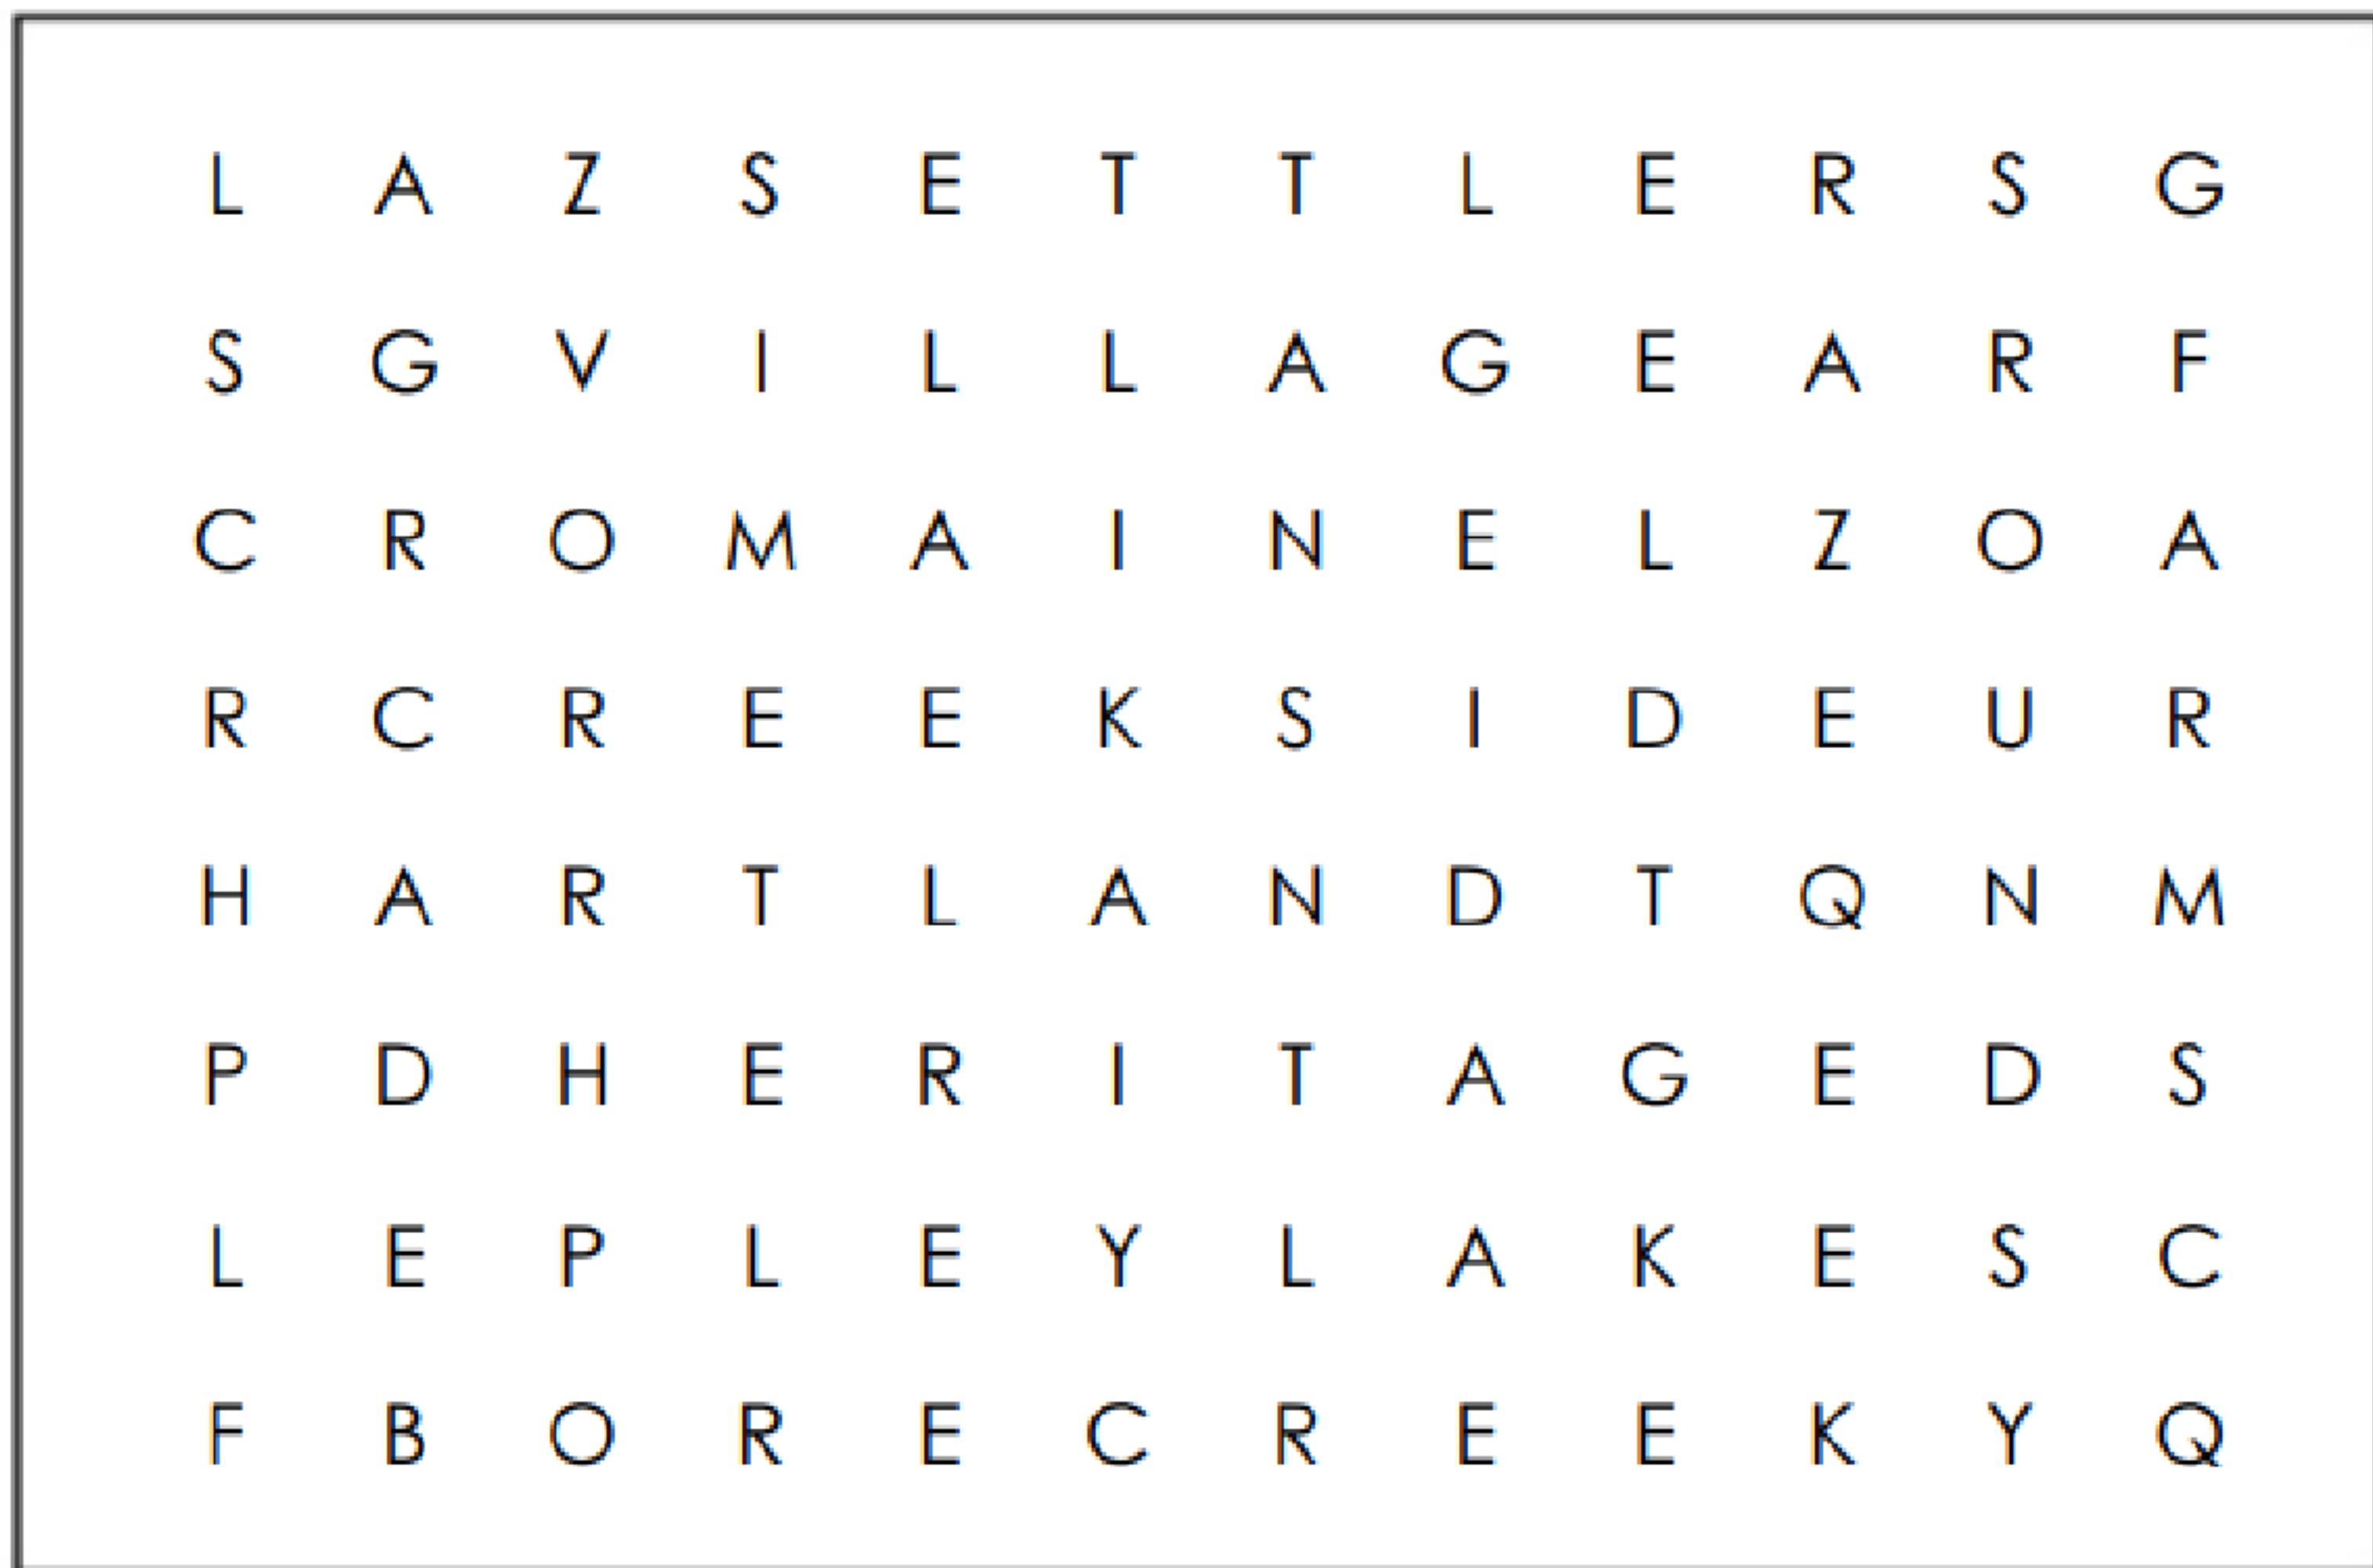 L A Z S E T T L E R S G
S G V I L L A G E A R F
C R O M A I N E L Z O A
R C R E E K S I D E U R
H A R T L A N D T Q N M
P D H E R I T A G E D S
L E P L E Y L A K E S C
F B O R E C R E E K Y Q